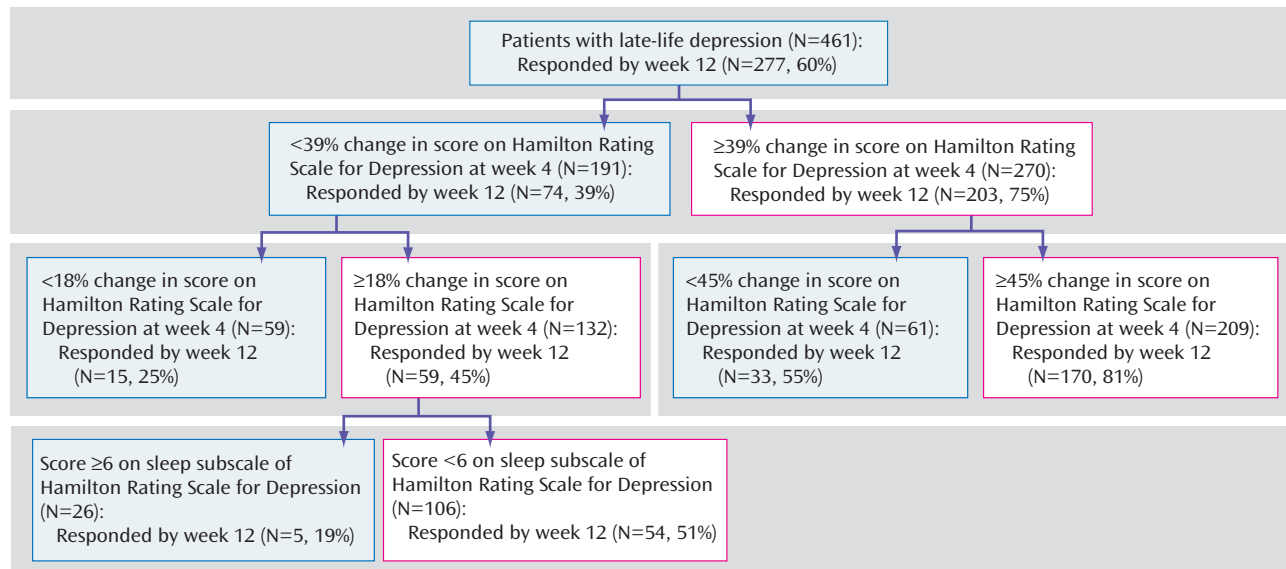 Patients with late-life depression (N=461):
Responded by week 12 (N=277, 60%)
<39% change in score on Hamilton Rating
Scale for Depression at week 4 (N=191):
Responded by week 12 (N=74, 39%)
≥39% change in score on Hamilton Rating
Scale for Depression at week 4 (N=270):
Responded by week 12 (N=203, 75%)
<18% change in score on
Hamilton Rating Scale for
Depression at week 4 (N=59):
Responded by week 12
(N=15, 25%)
≥18% change in score on
Hamilton Rating Scale for
Depression at week 4 (N=132):
Responded by week 12
(N=59, 45%)
<45% change in score on
Hamilton Rating Scale for
Depression at week 4 (N=61):
Responded by week 12
(N=33, 55%)
≥45% change in score on
Hamilton Rating Scale for
Depression at week 4 (N=209):
Responded by week 12
(N=170, 81%)
Score ≥6 on sleep subscale of
Hamilton Rating Scale for Depression
(N=26):
Responded by week 12 (N=5, 19%)
Score <6 on sleep subscale of
Hamilton Rating Scale for Depression
(N=106):
Responded by week 12 (N=54, 51%)